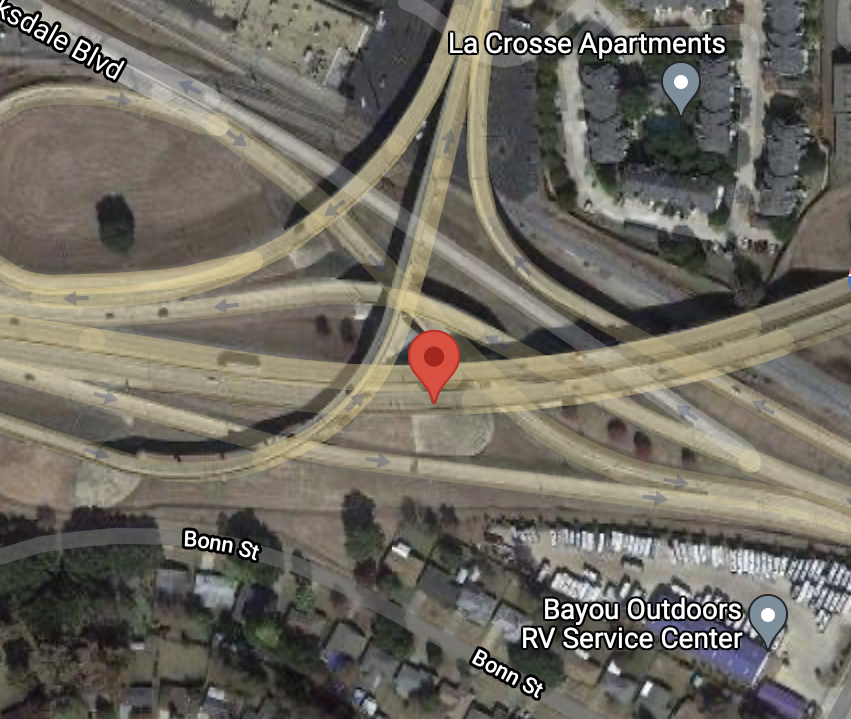 ksdale Blvd
La Crosse Apartments
Bonn St
Bayou Outdoors
RV Service Center
Bonn St